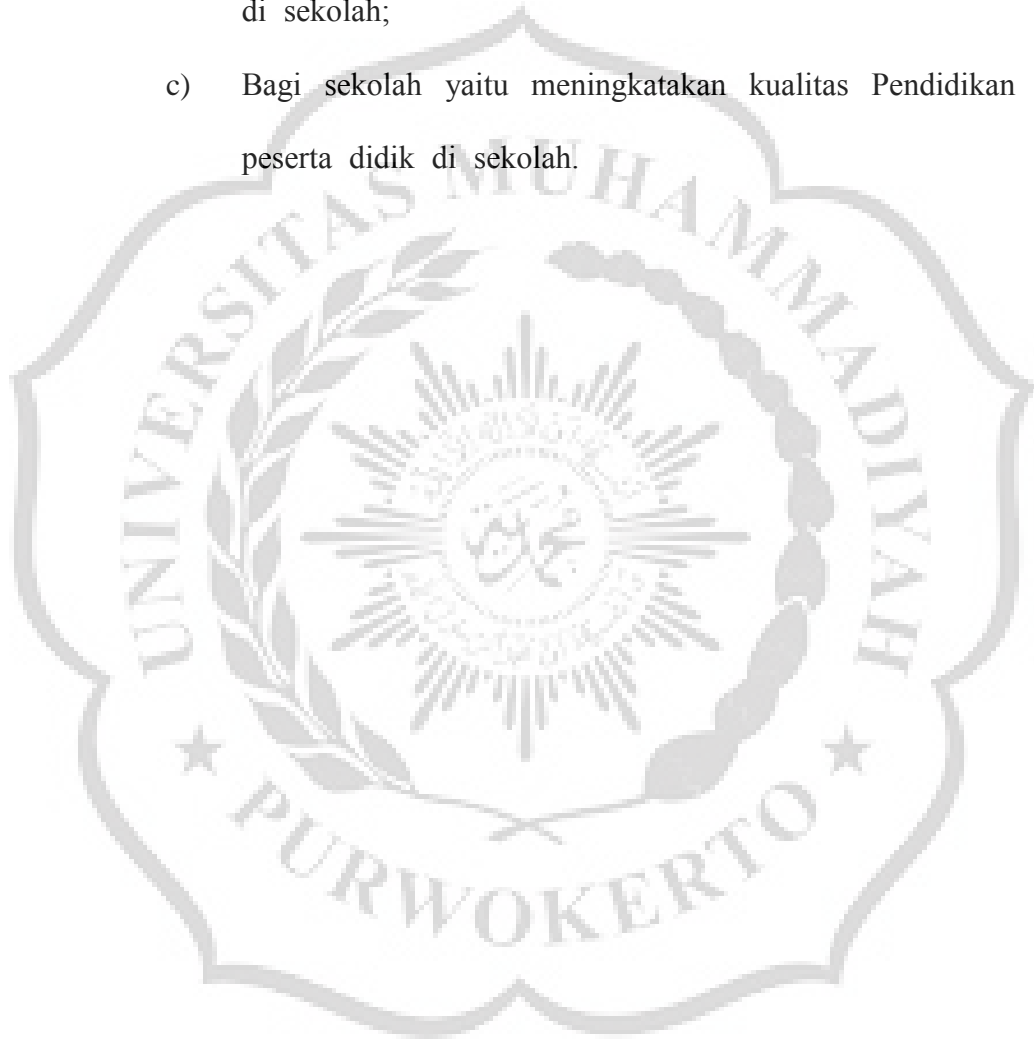 di sekolah;
c) Bagi sekolah yaitu meningkatakan kualitas Pendidikan
peserta didik di sekolah.
UNIVERSITAS MUHAMMADIYAH
PURWOKERTO